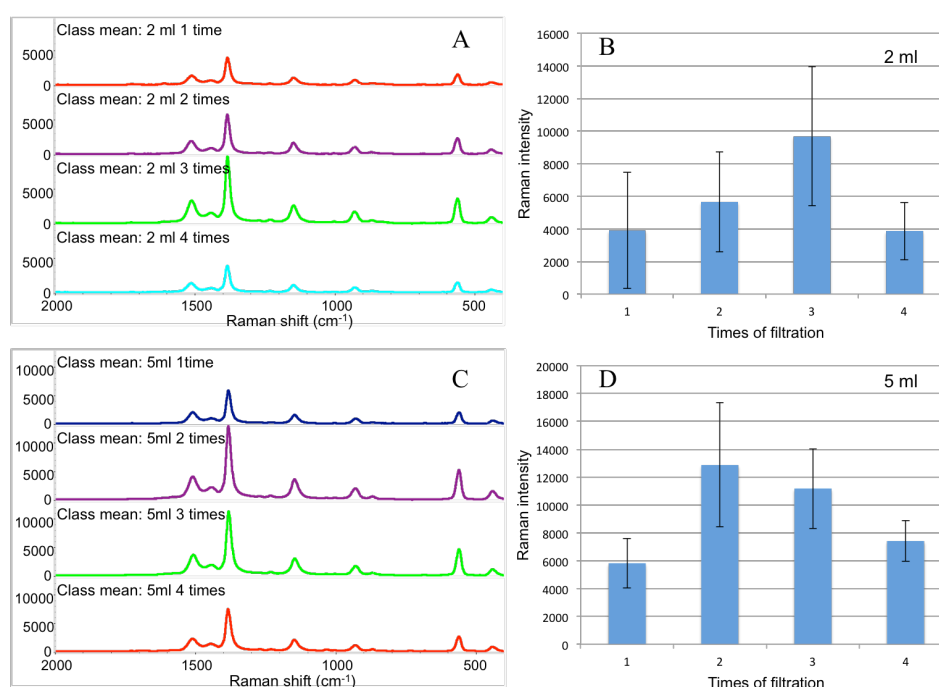 Class mean: 2 ml 1 time
A
5000
0
Class mean: 2 ml 2 times
5000
0
Class mean: 2 ml 3 times
5000
0
Class mean: 2 ml 4 times
5000
0
2000 1500 1000 500
Raman shift (cm-1)
B
2 ml
Raman intensity
16000
14000
12000
10000
8000
6000
4000
2000
0
1 2 3 4
Times of filtration
Class mean: 5ml 1time
C
10000
5000
0
Class mean: 5ml 2 times
10000
5000
0
Class mean: 5ml 3 times
10000
5000
0
Class mean: 5ml 4 times
10000
5000
0
2000 1500 1000 500
Raman shift (cm-1)
D
5 ml
Raman intensity
20000
18000
16000
14000
12000
10000
8000
6000
4000
2000
0
1 2 3 4
Times of filtration